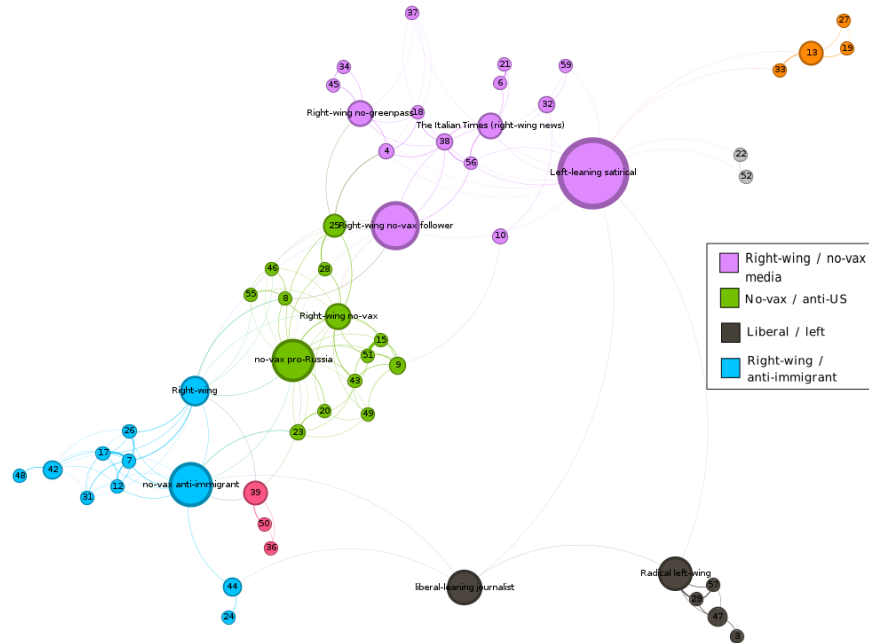 37
27
13
19
33
34
45
21
6
59
32
18
Right-wing no-greenpass
The Italian Times (right-wing news)
4
38
56
22
52
Left-leaning satirical
25
Right-wing no-vax follower
10
46
28
55
8
Right-wing no-vax
15
51
9
no-vax pro-Russia
43
Right-wing
20
49
23
26
17
7
42
48
12
31
no-vax anti-immigrant
39
50
36
44
24
liberal-leaning journalist
Radical left-wing
57
29
47
3
Right-wing / no-vax
media
No-vax / anti-US
Liberal / left
Right-wing /
anti-immigrant